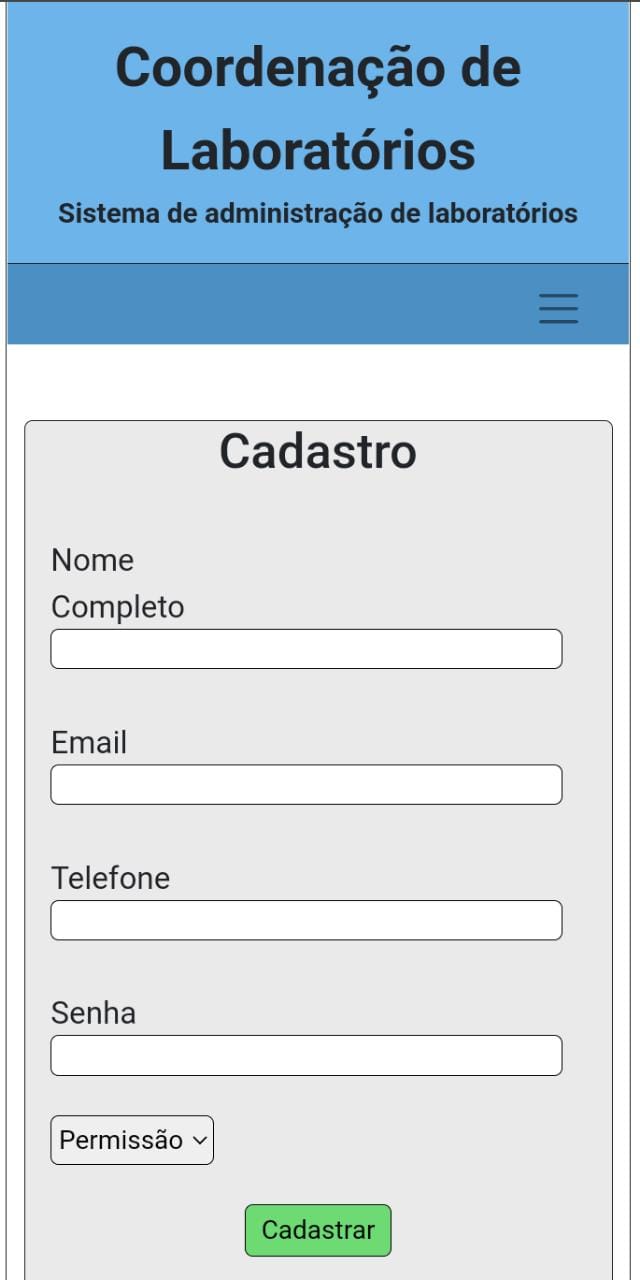 Coordenação de
Laboratórios
Sistema de administração de laboratórios
Cadastro
Nome
Completo
Email
Telefone
Senha
Permissão
Cadastrar